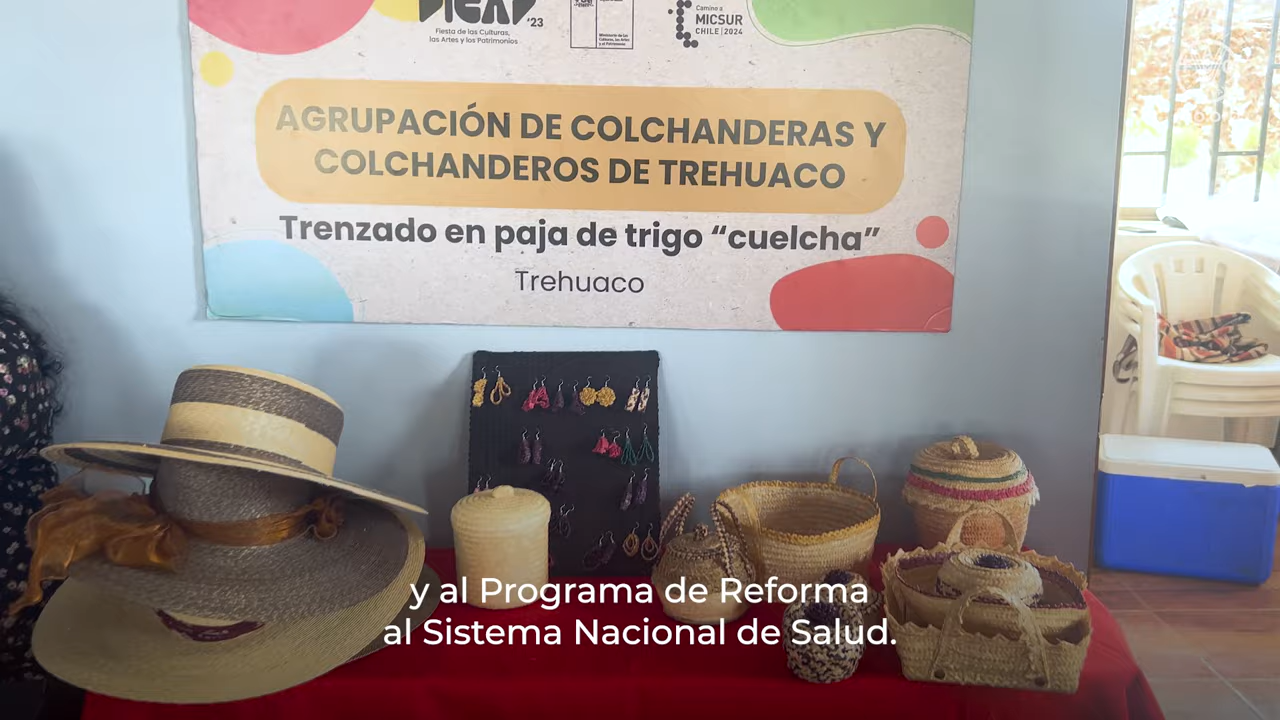 '23
Fiesta de las Culturas,
las Artes y los Patrimonios
Camino a
MICSUR
CHILE | 2024
AGRUPACIÓN DE COLCHANDERAS Y
COLCHANDEROS DE TREHUACO
Trenzado en paja de trigo “cuelcha”
Trehuaco
y al Programa de Reforma
al Sistema Nacional de Salud.